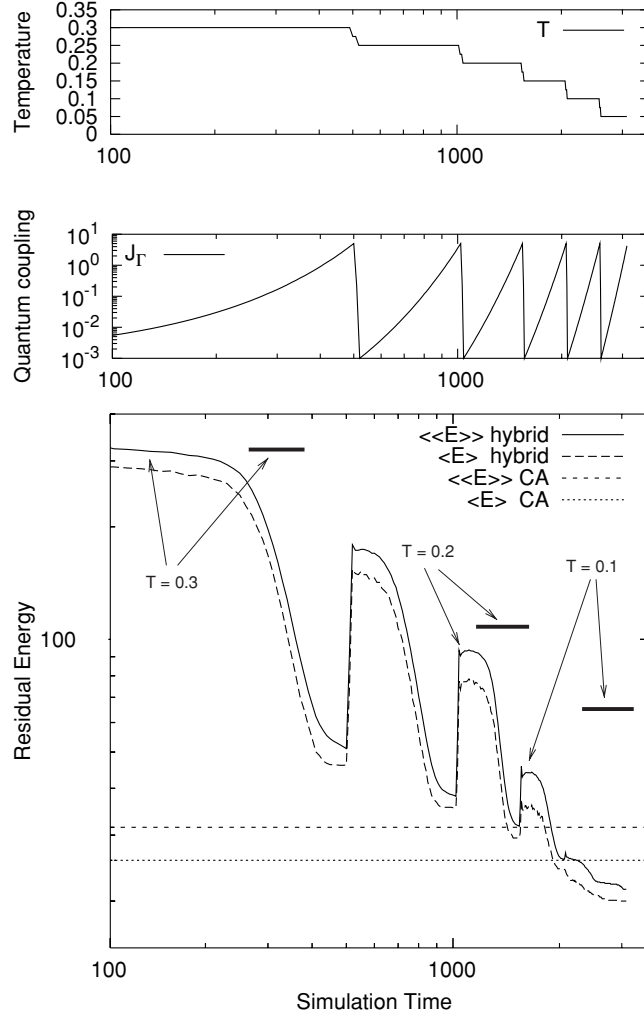 0.35
0.3
0.25
0.2
0.15
0.1
0.05
0
Temperature
T
100
1000
10^1
10^0
10^-1
10^-2
10^-3
Quantum coupling
J_Γ
100
1000
<<E>> hybrid
<E> hybrid
<<E>> CA
<E> CA
T = 0.3
T = 0.2
T = 0.1
100
Residual Energy
100
1000
Simulation Time